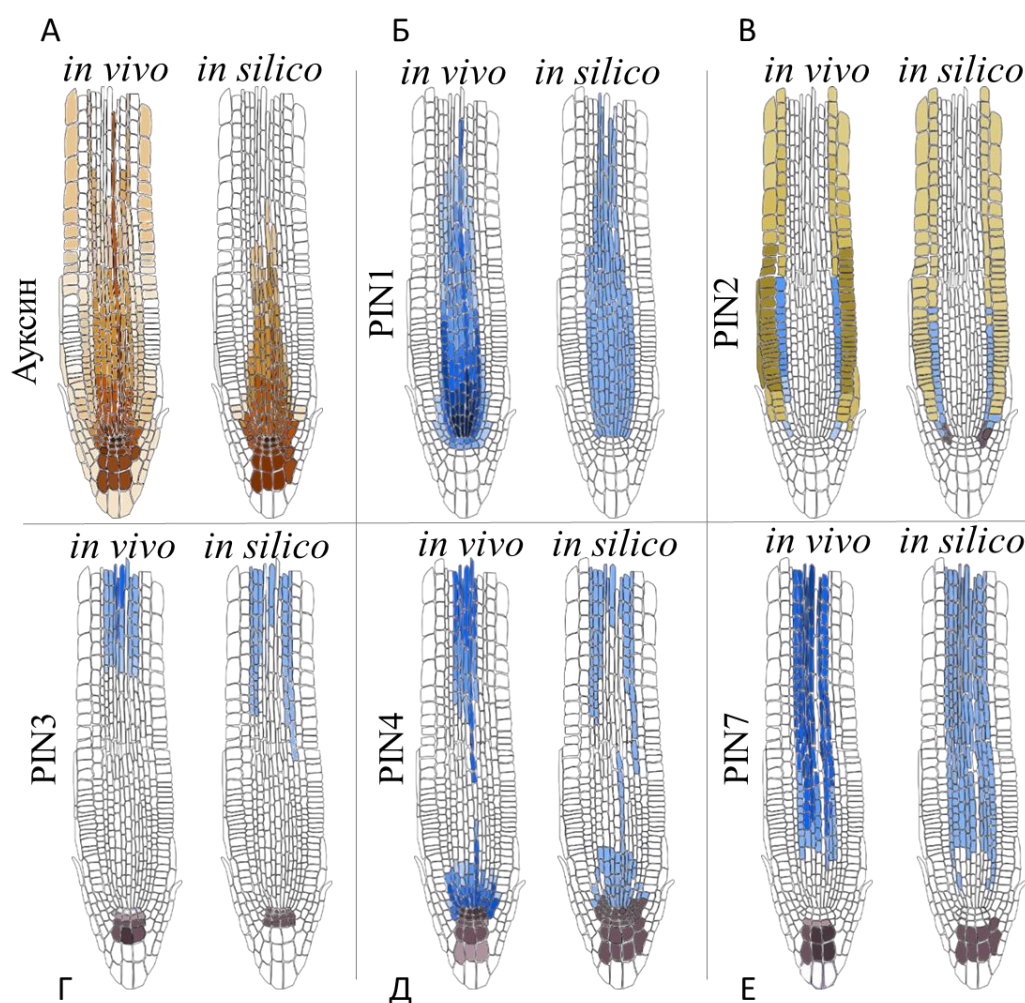 А
Б
В
in vivo in silico
in vivo in silico
in vivo in silico
Ауксин
PIN1
PIN2
in vivo in silico
in vivo in silico
in vivo in silico
PIN3
PIN4
PIN7
Г
Д
Е